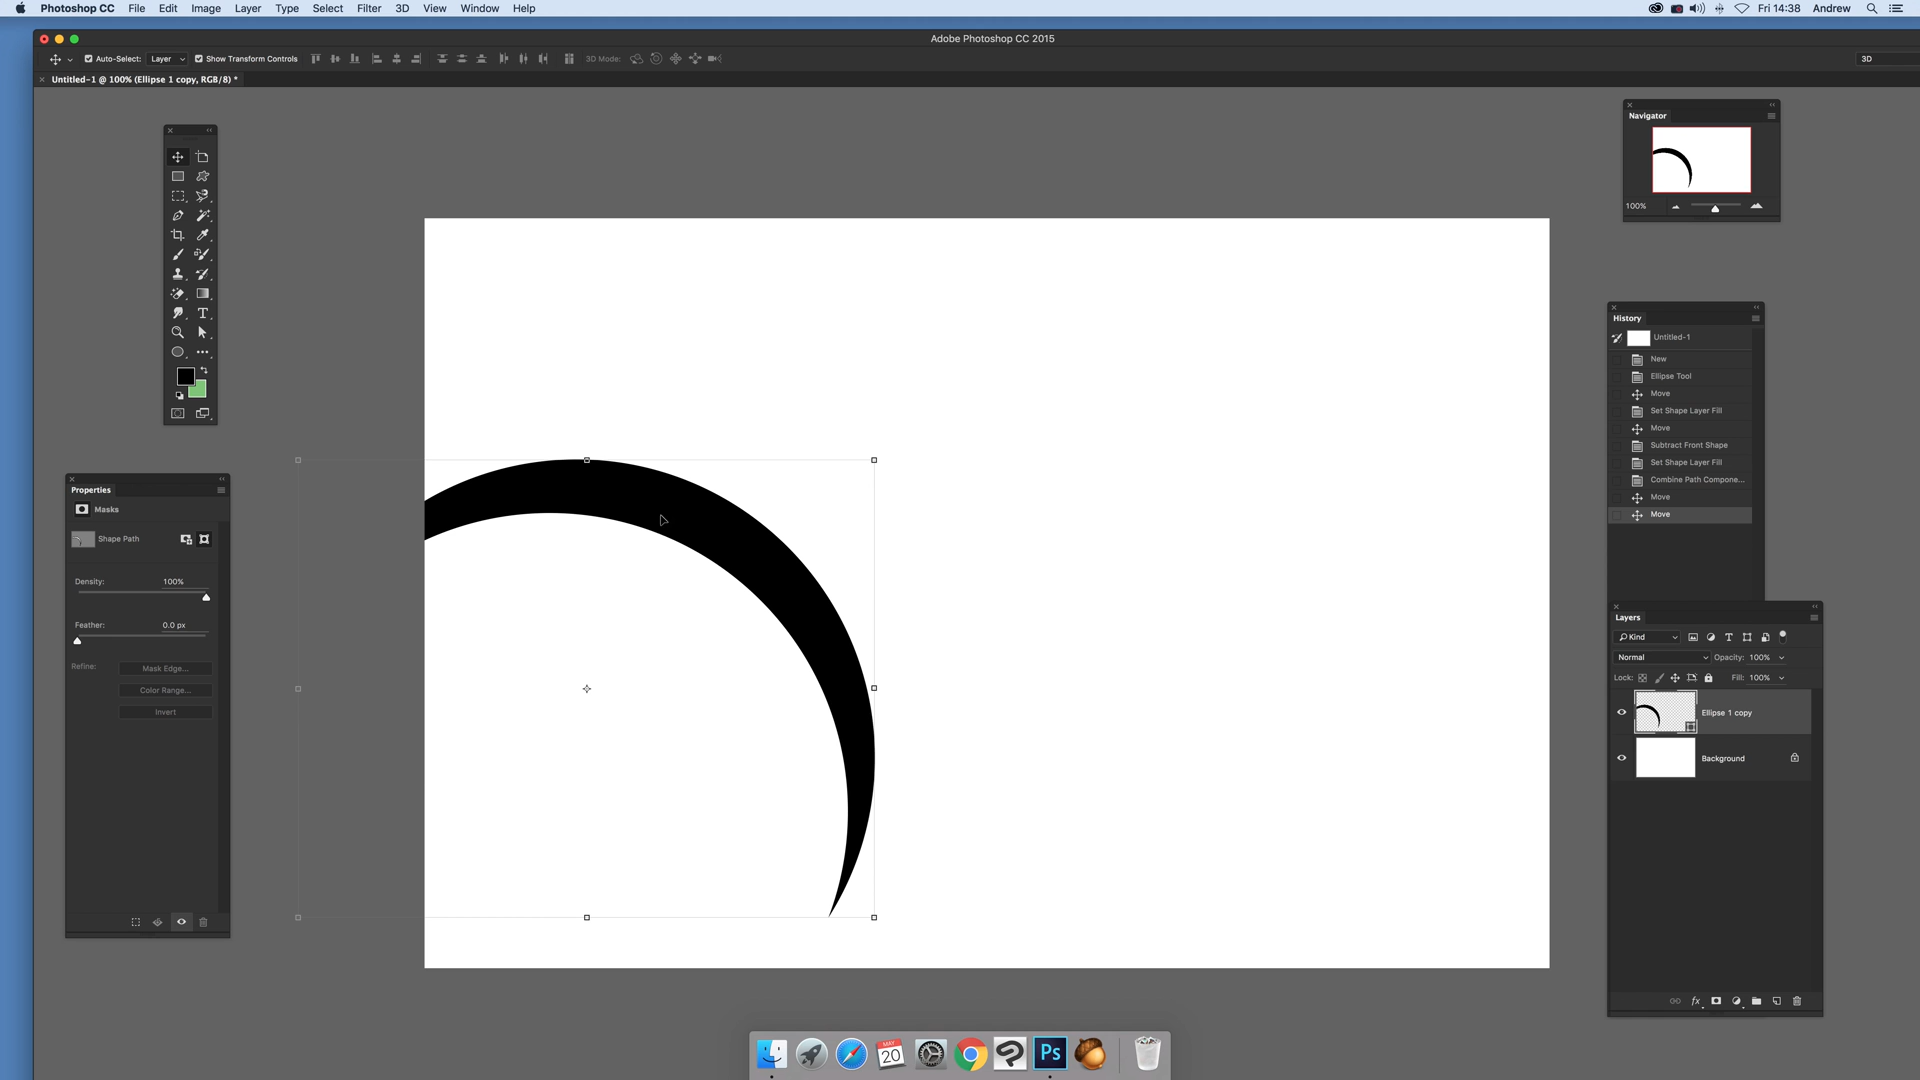 Photoshop CC File Edit Image Layer Type Select Filter 3D View Window Help Fri 14:38 Andrew
Adobe Photoshop CC 2015
Auto-Select: Layer Show Transform Controls 3D Mode: 3D
Untitled-1 @ 100% (Ellipse 1 copy, RGB/8) *
Navigator
100%
History
Untitled-1
New
Ellipse Tool
Move
Set Shape Layer Fill
Move
Subtract Front Shape
Set Shape Layer Fill
Combine Path Compone...
Move
Move
Properties
Masks
Shape Path
Density: 100%
Feather: 0.0 px
Refine: Mask Edge...
Color Range...
Invert
Layers
Kind
Normal Opacity: 100%
Lock: Fill: 100%
Ellipse 1 copy
Background
fx
MAY
20
Ps